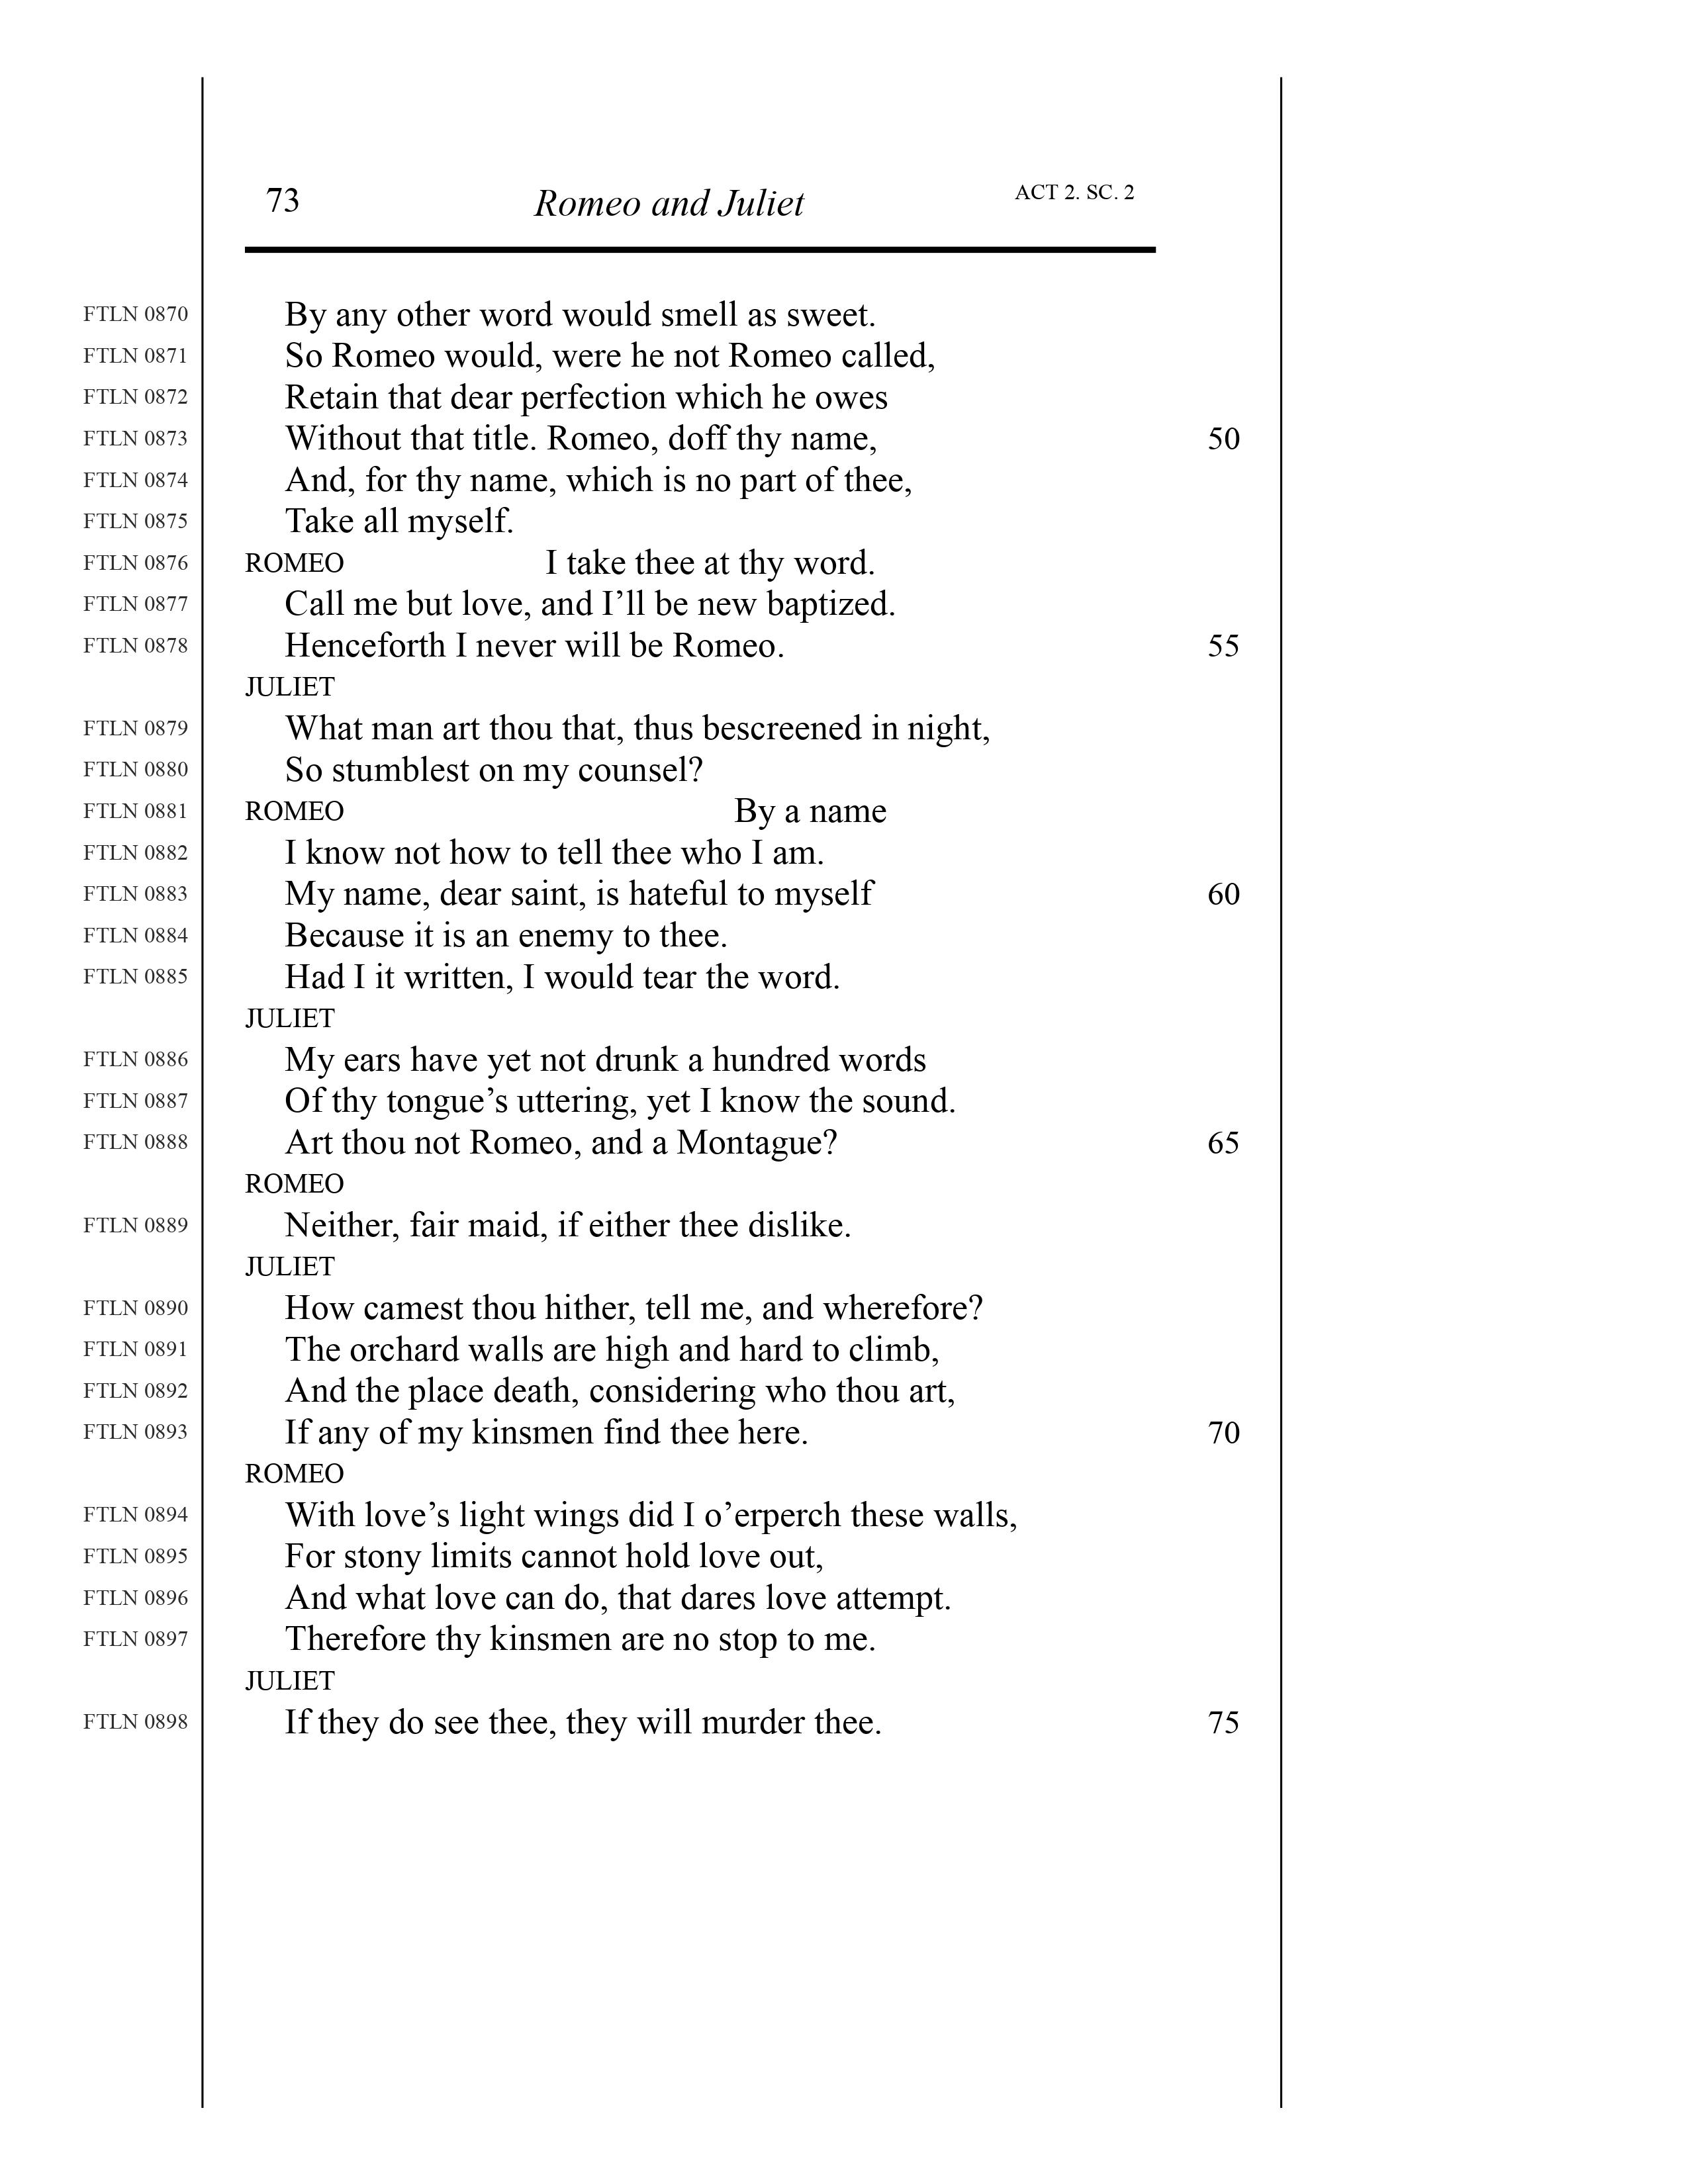 73 Romeo and Juliet ACT 2. SC. 2
FTLN 0870 By any other word would smell as sweet.
FTLN 0871 So Romeo would, were he not Romeo called,
FTLN 0872 Retain that dear perfection which he owes
FTLN 0873 Without that title. Romeo, doff thy name, 50
FTLN 0874 And, for thy name, which is no part of thee,
FTLN 0875 Take all myself.
FTLN 0876 ROMEO I take thee at thy word.
FTLN 0877 Call me but love, and I’ll be new baptized.
FTLN 0878 Henceforth I never will be Romeo. 55
JULIET
FTLN 0879 What man art thou that, thus bescreened in night,
FTLN 0880 So stumblest on my counsel?
FTLN 0881 ROMEO By a name
FTLN 0882 I know not how to tell thee who I am.
FTLN 0883 My name, dear saint, is hateful to myself 60
FTLN 0884 Because it is an enemy to thee.
FTLN 0885 Had I it written, I would tear the word.
JULIET
FTLN 0886 My ears have yet not drunk a hundred words
FTLN 0887 Of thy tongue’s uttering, yet I know the sound.
FTLN 0888 Art thou not Romeo, and a Montague? 65
ROMEO
FTLN 0889 Neither, fair maid, if either thee dislike.
JULIET
FTLN 0890 How camest thou hither, tell me, and wherefore?
FTLN 0891 The orchard walls are high and hard to climb,
FTLN 0892 And the place death, considering who thou art,
FTLN 0893 If any of my kinsmen find thee here. 70
ROMEO
FTLN 0894 With love’s light wings did I o’erperch these walls,
FTLN 0895 For stony limits cannot hold love out,
FTLN 0896 And what love can do, that dares love attempt.
FTLN 0897 Therefore thy kinsmen are no stop to me.
JULIET
FTLN 0898 If they do see thee, they will murder thee. 75